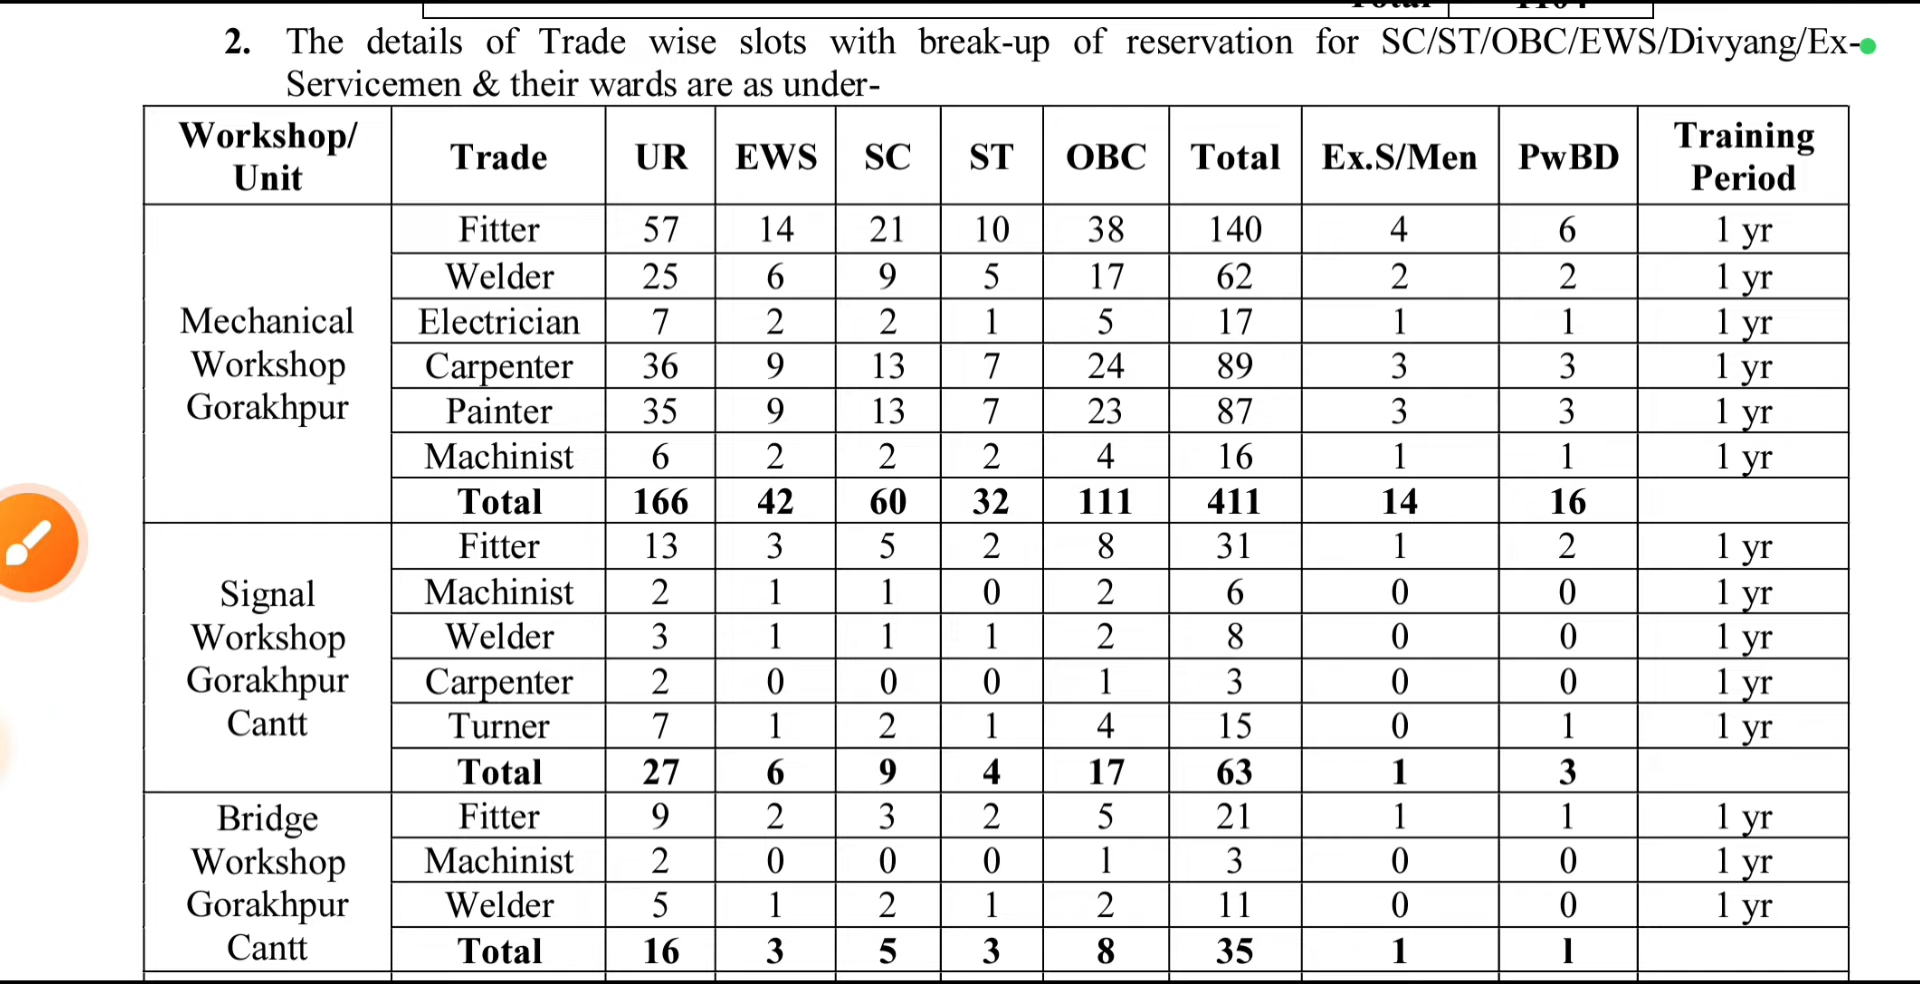 2. The details of Trade wise slots with break-up of reservation for SC/ST/OBC/EWS/Divyang/Ex-
Servicemen & their wards are as under-
Workshop/ Unit | Trade | UR | EWS | SC | ST | OBC | Total | Ex.S/Men | PwBD | Training Period
Mechanical Workshop Gorakhpur
Fitter 57 14 21 10 38 140 4 6 1 yr
Welder 25 6 9 5 17 62 2 2 1 yr
Electrician 7 2 2 1 5 17 1 1 1 yr
Carpenter 36 9 13 7 24 89 3 3 1 yr
Painter 35 9 13 7 23 87 3 3 1 yr
Machinist 6 2 2 2 4 16 1 1 1 yr
Total 166 42 60 32 111 411 14 16
Signal Workshop Gorakhpur Cantt
Fitter 13 3 5 2 8 31 1 2 1 yr
Machinist 2 1 1 0 2 6 0 0 1 yr
Welder 3 1 1 1 2 8 0 0 1 yr
Carpenter 2 0 0 0 1 3 0 0 1 yr
Turner 7 1 2 1 4 15 0 1 1 yr
Total 27 6 9 4 17 63 1 3
Bridge Workshop Gorakhpur Cantt
Fitter 9 2 3 2 5 21 1 1 1 yr
Machinist 2 0 0 0 1 3 0 0 1 yr
Welder 5 1 2 1 2 11 0 0 1 yr
Total 16 3 5 3 8 35 1 1